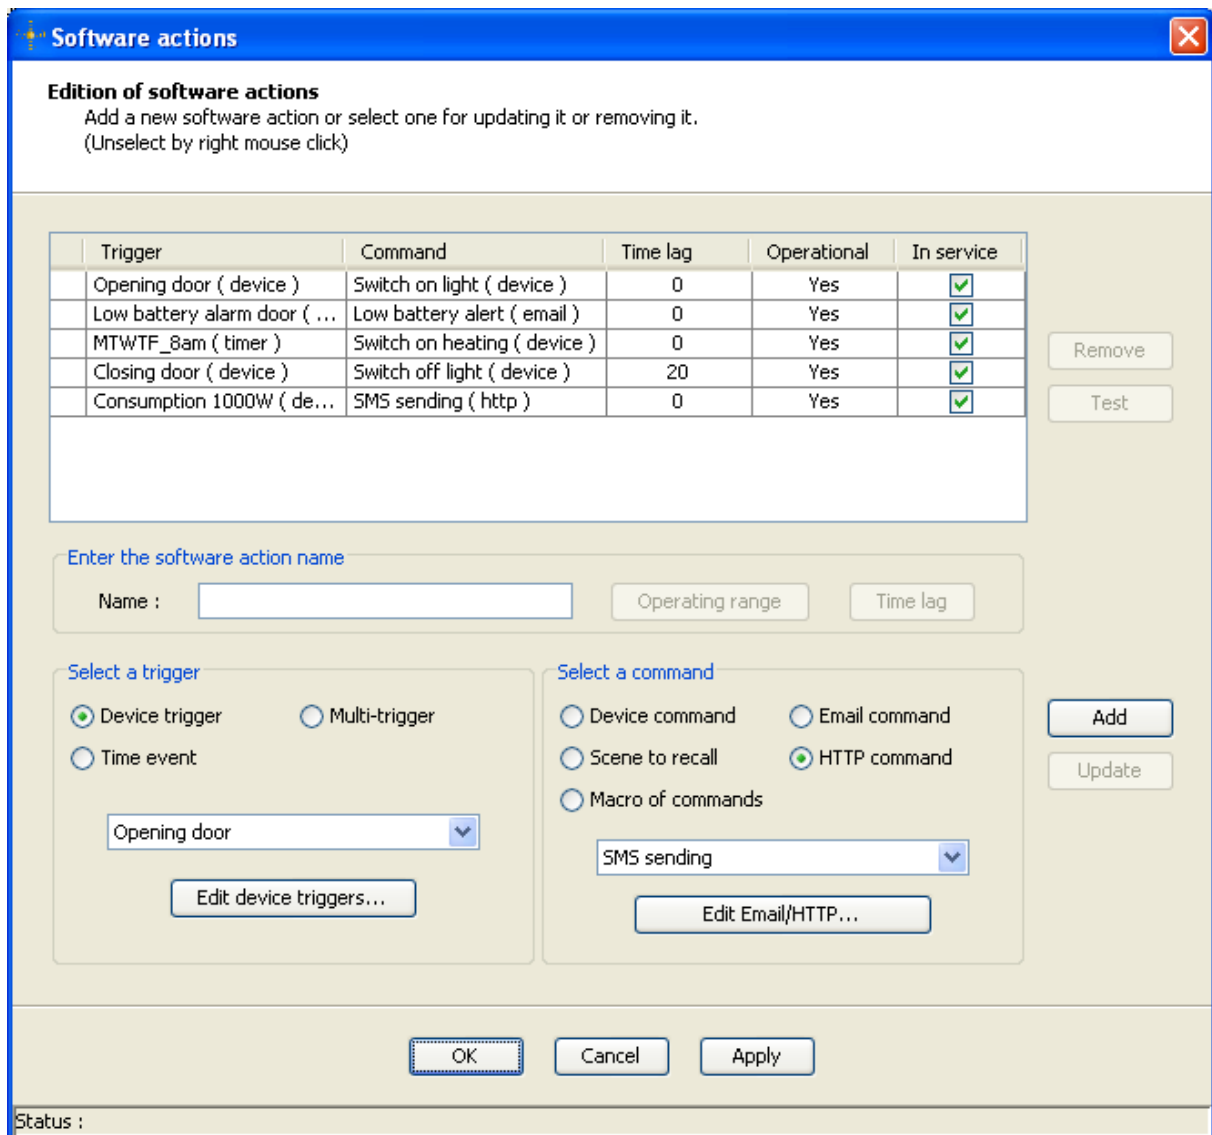 Software actions
Edition of software actions
Add a new software action or select one for updating it or removing it.
(Unselect by right mouse click)
Trigger Command Time lag Operational In service
Opening door ( device ) Switch on light ( device ) 0 Yes
Low battery alarm door ( ... Low battery alert ( email ) 0 Yes
MTWTF_8am ( timer ) Switch on heating ( device ) 0 Yes
Closing door ( device ) Switch off light ( device ) 20 Yes
Consumption 1000W ( de... SMS sending ( http ) 0 Yes
Remove
Test
Enter the software action name
Name : Operating range Time lag
Select a trigger
Device trigger Multi-trigger
Time event
Opening door
Edit device triggers...
Select a command
Device command Email command
Scene to recall HTTP command
Macro of commands
SMS sending
Edit Email/HTTP...
Add
Update
OK Cancel Apply
Status :